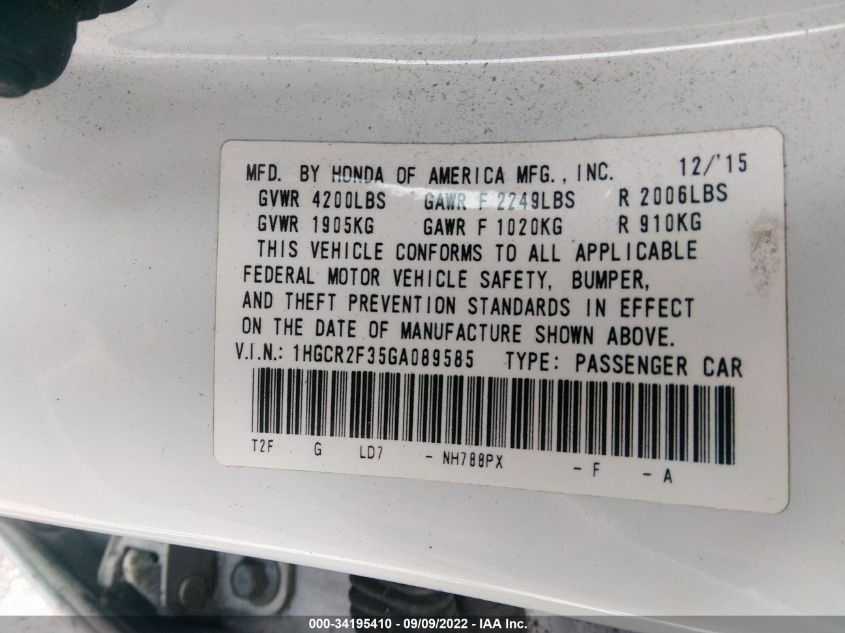 MFD. BY HONDA OF AMERICA MFG., INC. 12/'15
GVWR 4200LBS GAWR F 2249LBS R 2006LBS
GVWR 1905KG GAWR F 1020KG R 910KG
THIS VEHICLE CONFORMS TO ALL APPLICABLE
FEDERAL MOTOR VEHICLE SAFETY, BUMPER,
AND THEFT PREVENTION STANDARDS IN EFFECT
ON THE DATE OF MANUFACTURE SHOWN ABOVE.
V.I.N.: 1HGCR2F35GA089585 TYPE: PASSENGER CAR
T2F G LD7 - NH788PX - F - A
000-34195410 - 09/09/2022 - IAA Inc.